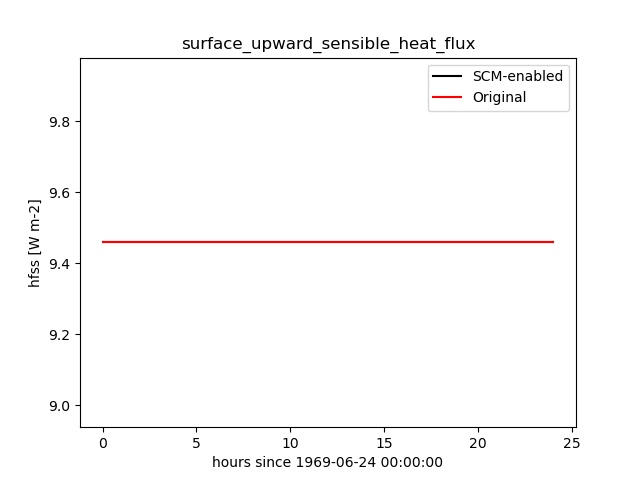 surface_upward_sensible_heat_flux
SCM-enabled
Original
9.8
9.6
9.4
9.2
9.0
hfss [W m-2]
0 5 10 15 20 25
hours since 1969-06-24 00:00:00